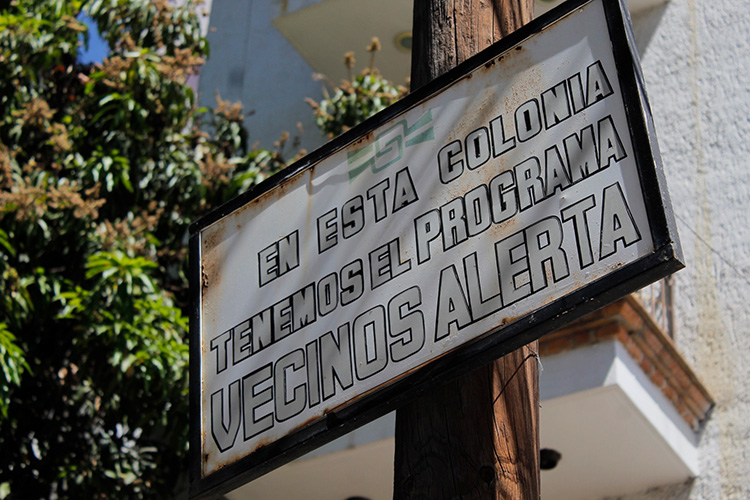 EN ESTA COLONIA
TENEMOS EL PROGRAMA
VECINOS ALERTA